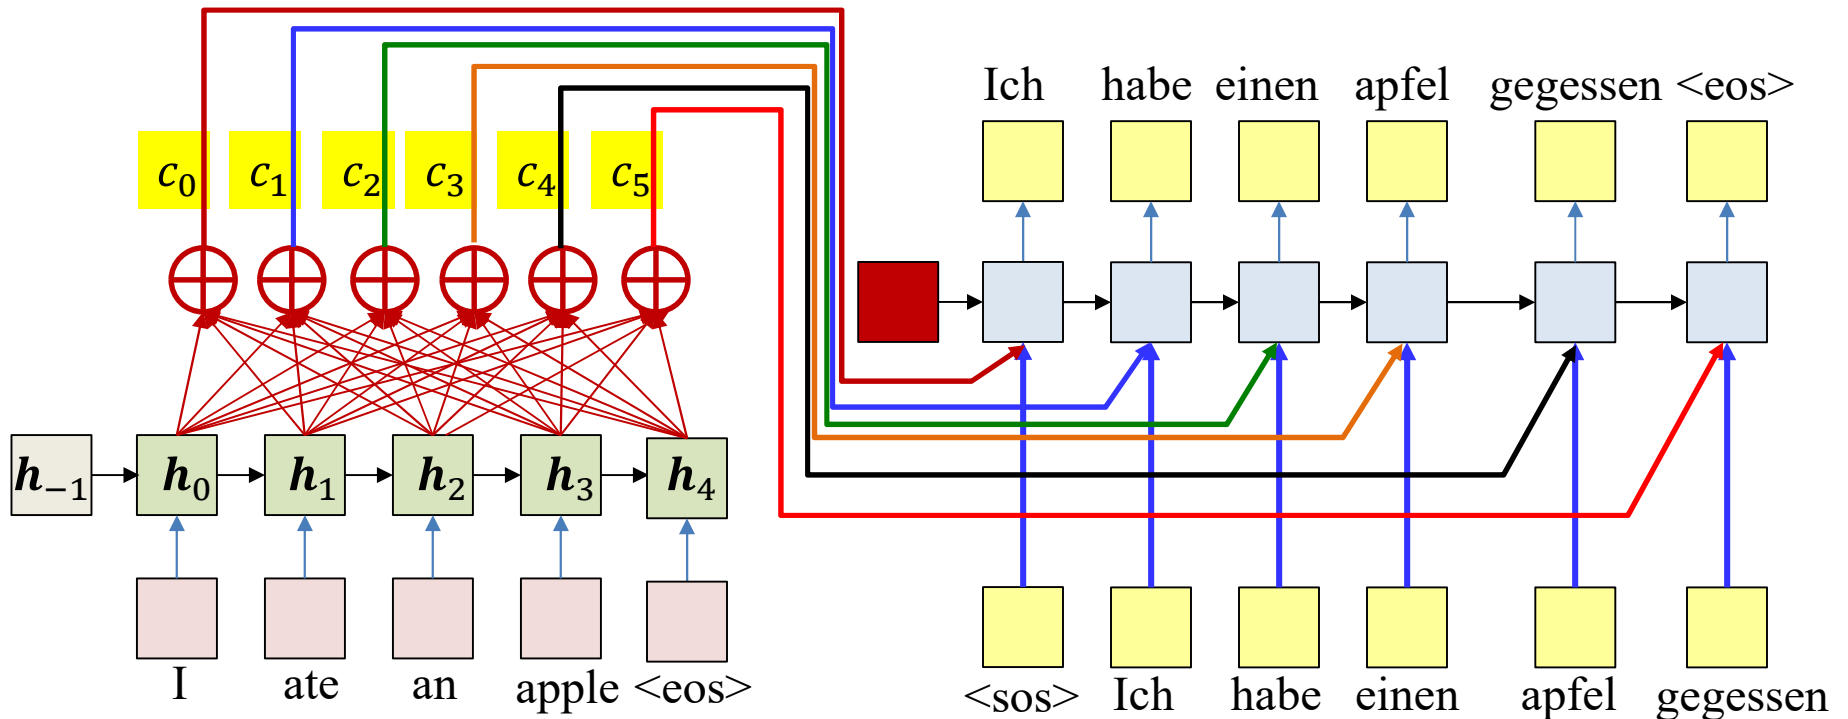 Ich habe einen apfel gegessen <eos>
c₀ c₁ c₂ c₃ c₄ c₅
h₋₁ h₀ h₁ h₂ h₃ h₄
I ate an apple <eos>
<sos> Ich habe einen apfel gegessen